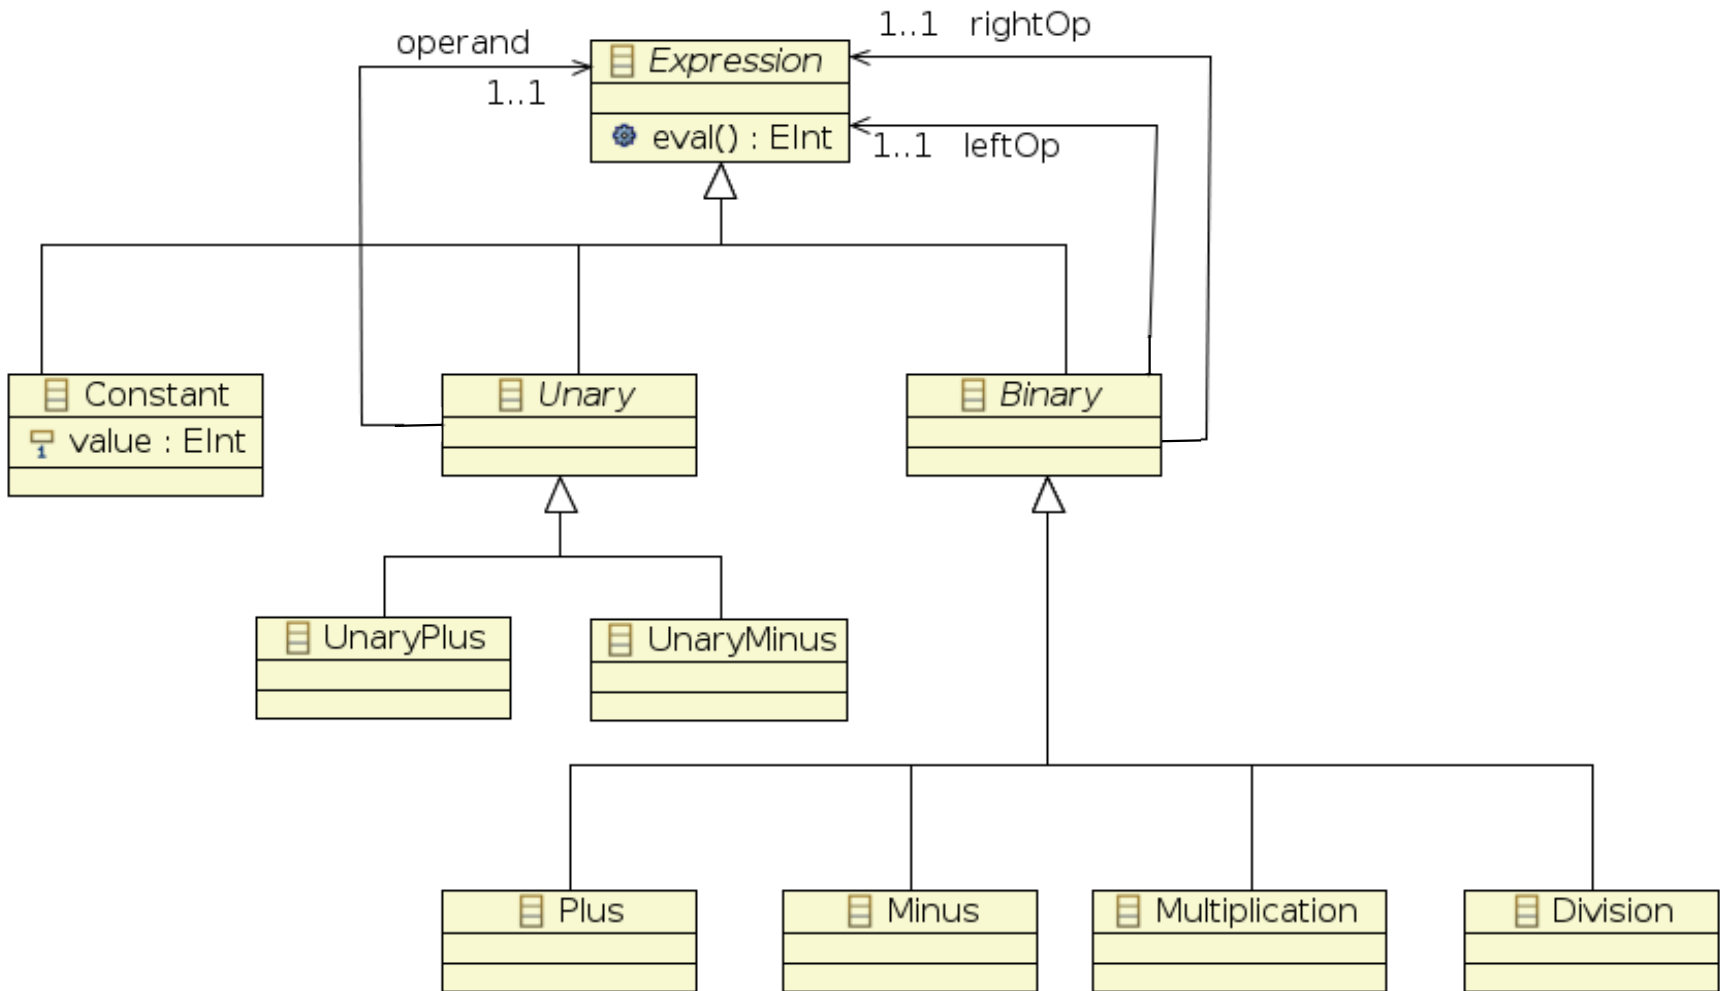 1..1 rightOp
operand
Expression
1..1
eval() : EInt
1..1 leftOp
Constant
Unary
Binary
value : EInt
UnaryPlus
UnaryMinus
Plus
Minus
Multiplication
Division